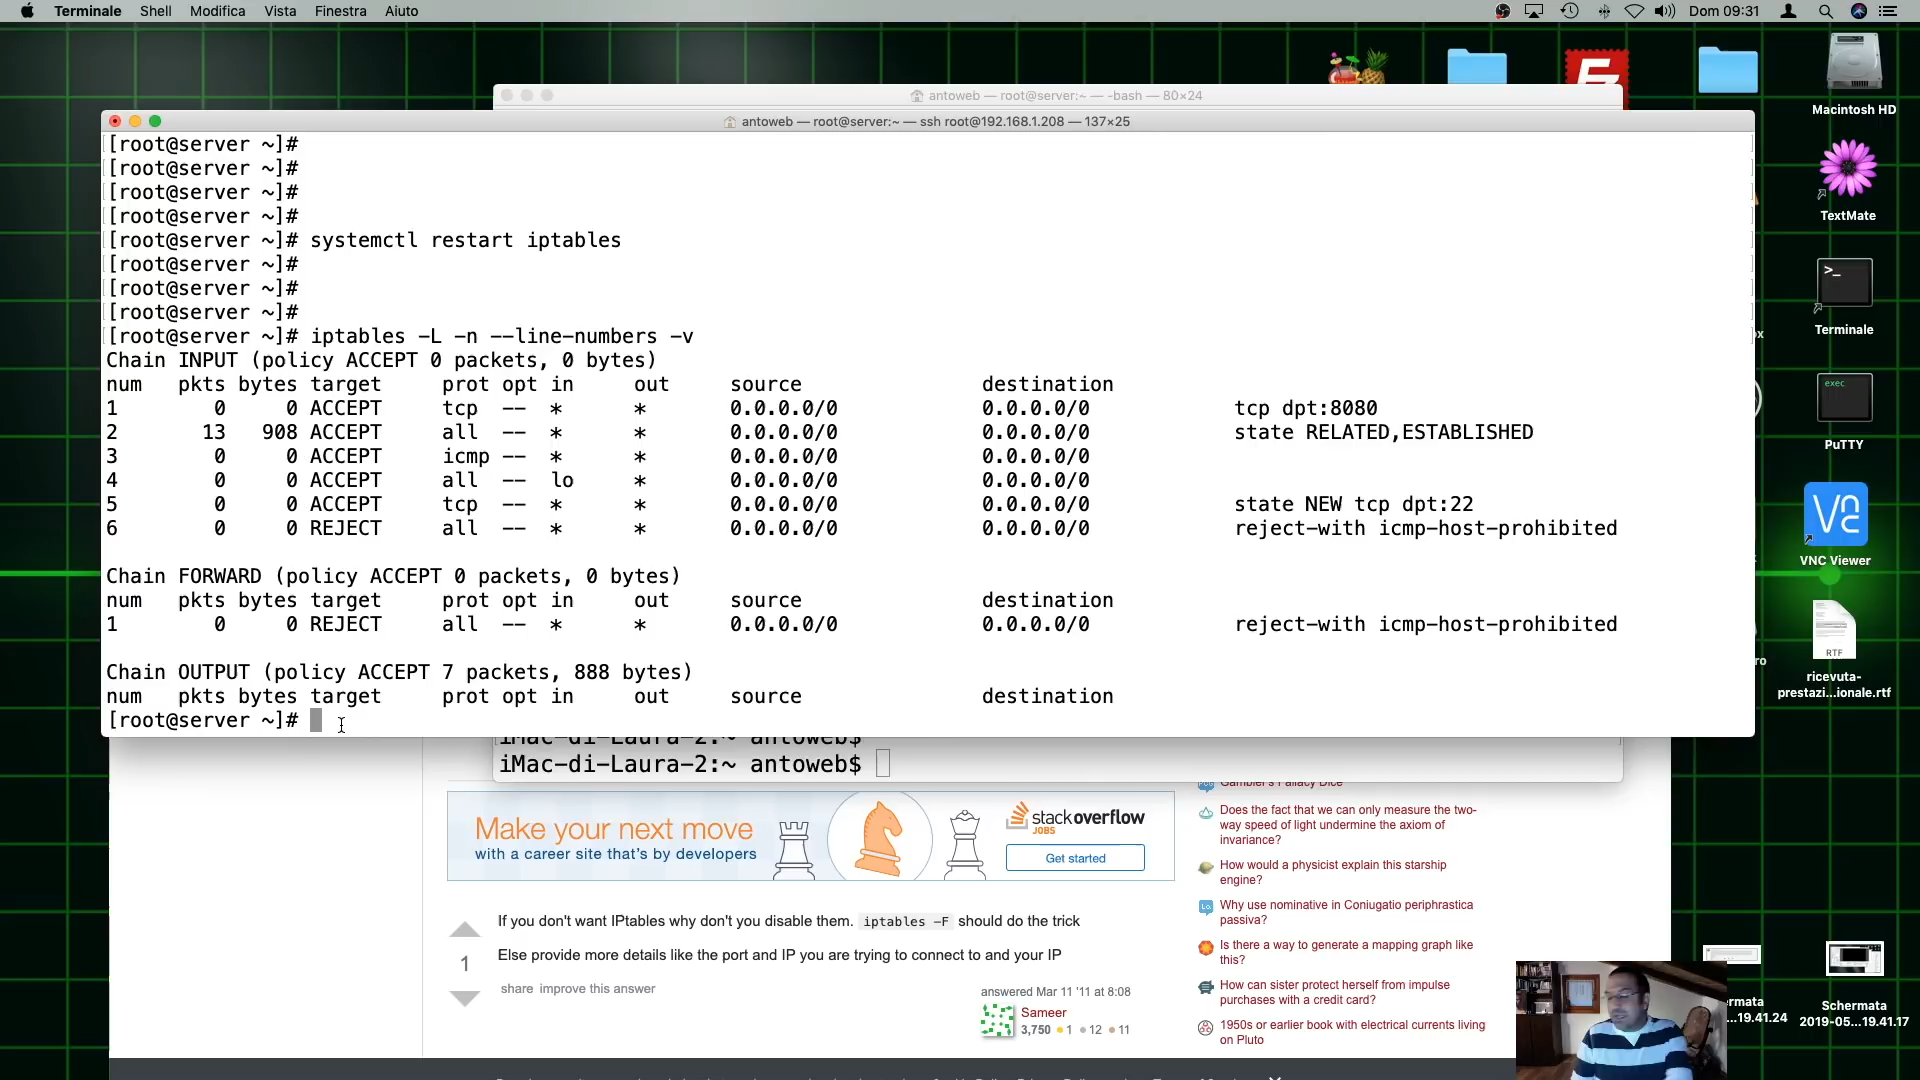 Terminale Shell Modifica Vista Finestra Aiuto
Dom 09:31
antoweb — root@server:~ — -bash — 80×24
antoweb — root@server:~ — ssh root@192.168.1.208 — 137×25
[root@server ~]#
[root@server ~]#
[root@server ~]#
[root@server ~]#
[root@server ~]# systemctl restart iptables
[root@server ~]#
[root@server ~]#
[root@server ~]#
[root@server ~]# iptables -L -n --line-numbers -v
Chain INPUT (policy ACCEPT 0 packets, 0 bytes)
num pkts bytes target prot opt in out source destination
1 0 0 ACCEPT tcp -- * * 0.0.0.0/0 0.0.0.0/0 tcp dpt:8080
2 13 908 ACCEPT all -- * * 0.0.0.0/0 0.0.0.0/0 state RELATED,ESTABLISHED
3 0 0 ACCEPT icmp -- * * 0.0.0.0/0 0.0.0.0/0
4 0 0 ACCEPT all -- lo * 0.0.0.0/0 0.0.0.0/0
5 0 0 ACCEPT tcp -- * * 0.0.0.0/0 0.0.0.0/0 state NEW tcp dpt:22
6 0 0 REJECT all -- * * 0.0.0.0/0 0.0.0.0/0 reject-with icmp-host-prohibited
Chain FORWARD (policy ACCEPT 0 packets, 0 bytes)
num pkts bytes target prot opt in out source destination
1 0 0 REJECT all -- * * 0.0.0.0/0 0.0.0.0/0 reject-with icmp-host-prohibited
Chain OUTPUT (policy ACCEPT 7 packets, 888 bytes)
num pkts bytes target prot opt in out source destination
[root@server ~]#
iMac-di-Laura-2:~ antoweb$
iMac-di-Laura-2:~ antoweb$
Make your next move
with a career site that's by developers
stackoverflow
JOBS
Get started
If you don't want IPtables why don't you disable them. iptables -F should do the trick
Else provide more details like the port and IP you are trying to connect to and your IP
1
share improve this answer
answered Mar 11 '11 at 8:08
Sameer
3,750 1 12 11
Gambler's Fallacy Dice
Does the fact that we can only measure the two-
way speed of light undermine the axiom of
invariance?
How would a physicist explain this starship
engine?
Why use nominative in Coniugatio periphrastica
passiva?
Is there a way to generate a mapping graph like
this?
How can sister protect herself from impulse
purchases with a credit card?
1950s or earlier book with electrical currents living
on Pluto
Macintosh HD
TextMate
>_
Terminale
exec
PuTTY
VNC Viewer
RTF
ricevuta-
prestazi...ionale.rtf
...19.41.24
Schermata
2019-05...19.41.17